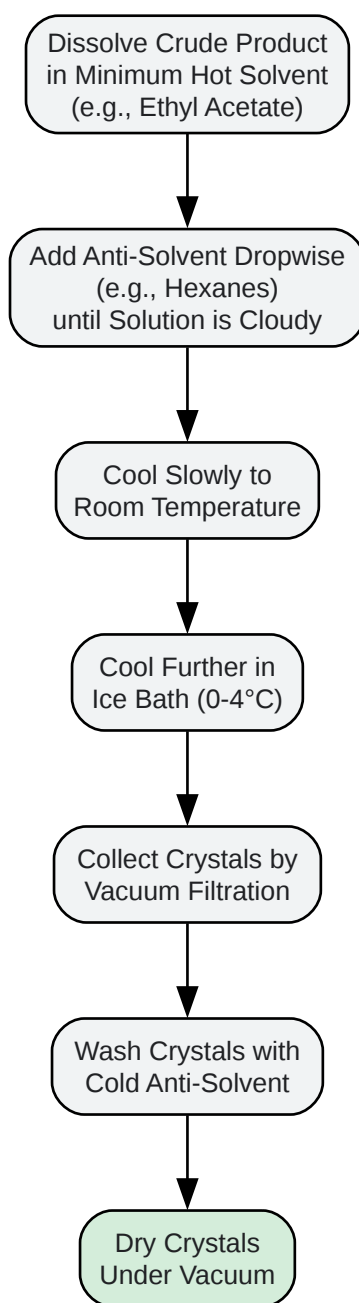 Dissolve Crude Product
in Minimum Hot Solvent
(e.g., Ethyl Acetate)
Add Anti-Solvent Dropwise
(e.g., Hexanes)
until Solution is Cloudy
Cool Slowly to
Room Temperature
Cool Further in
Ice Bath (0-4°C)
Collect Crystals by
Vacuum Filtration
Wash Crystals with
Cold Anti-Solvent
Dry Crystals
Under Vacuum